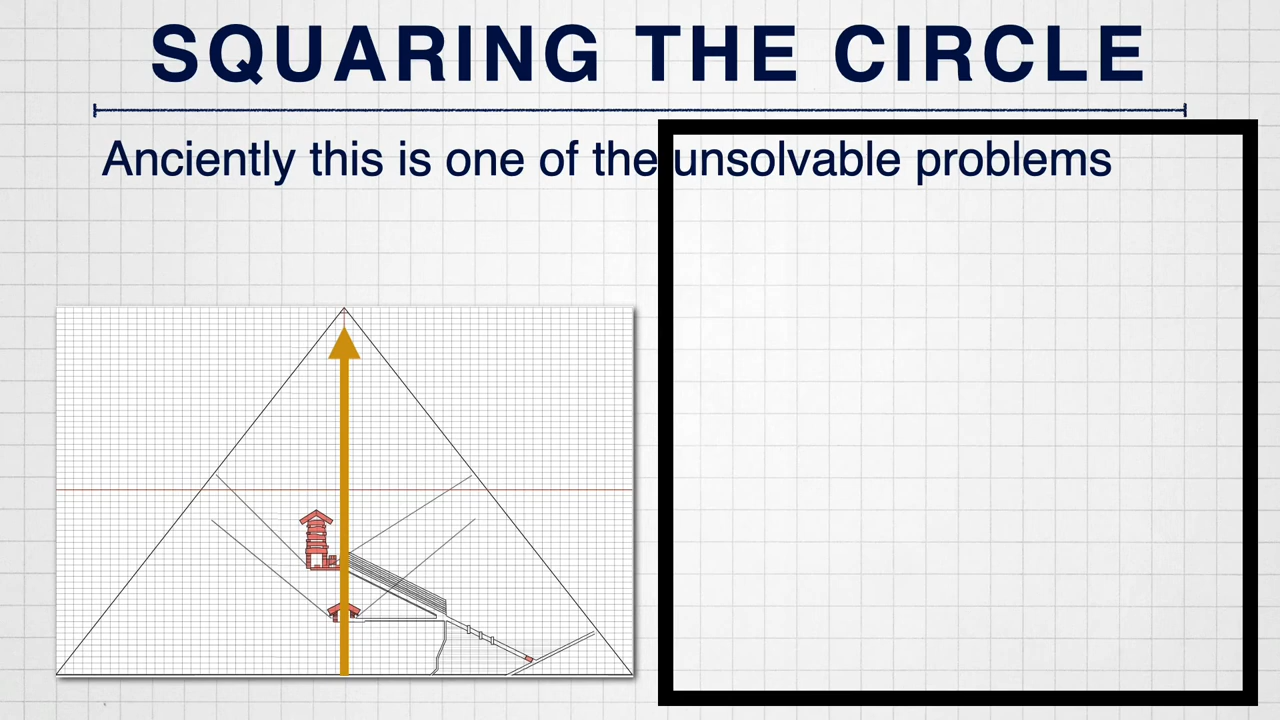 SQUARING THE CIRCLE
Anciently this is one of the unsolvable problems